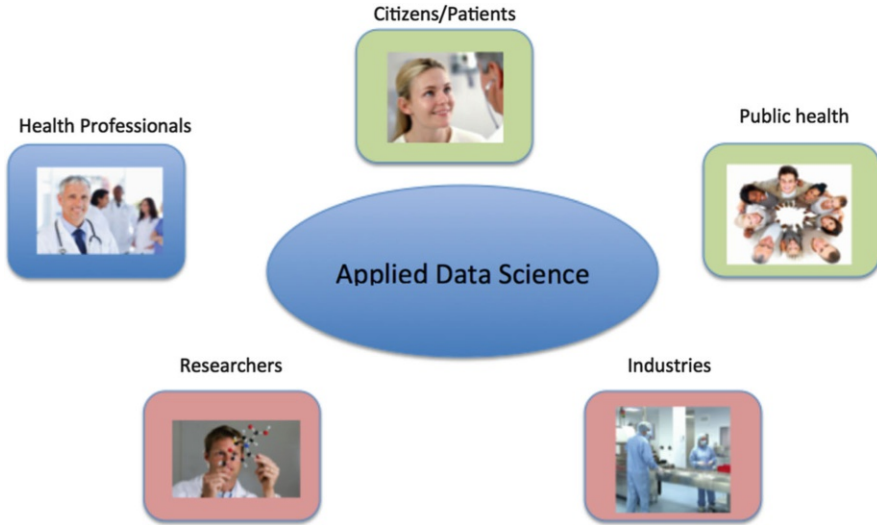 Citizens/Patients
Health Professionals
Public health
Applied Data Science
Researchers
Industries